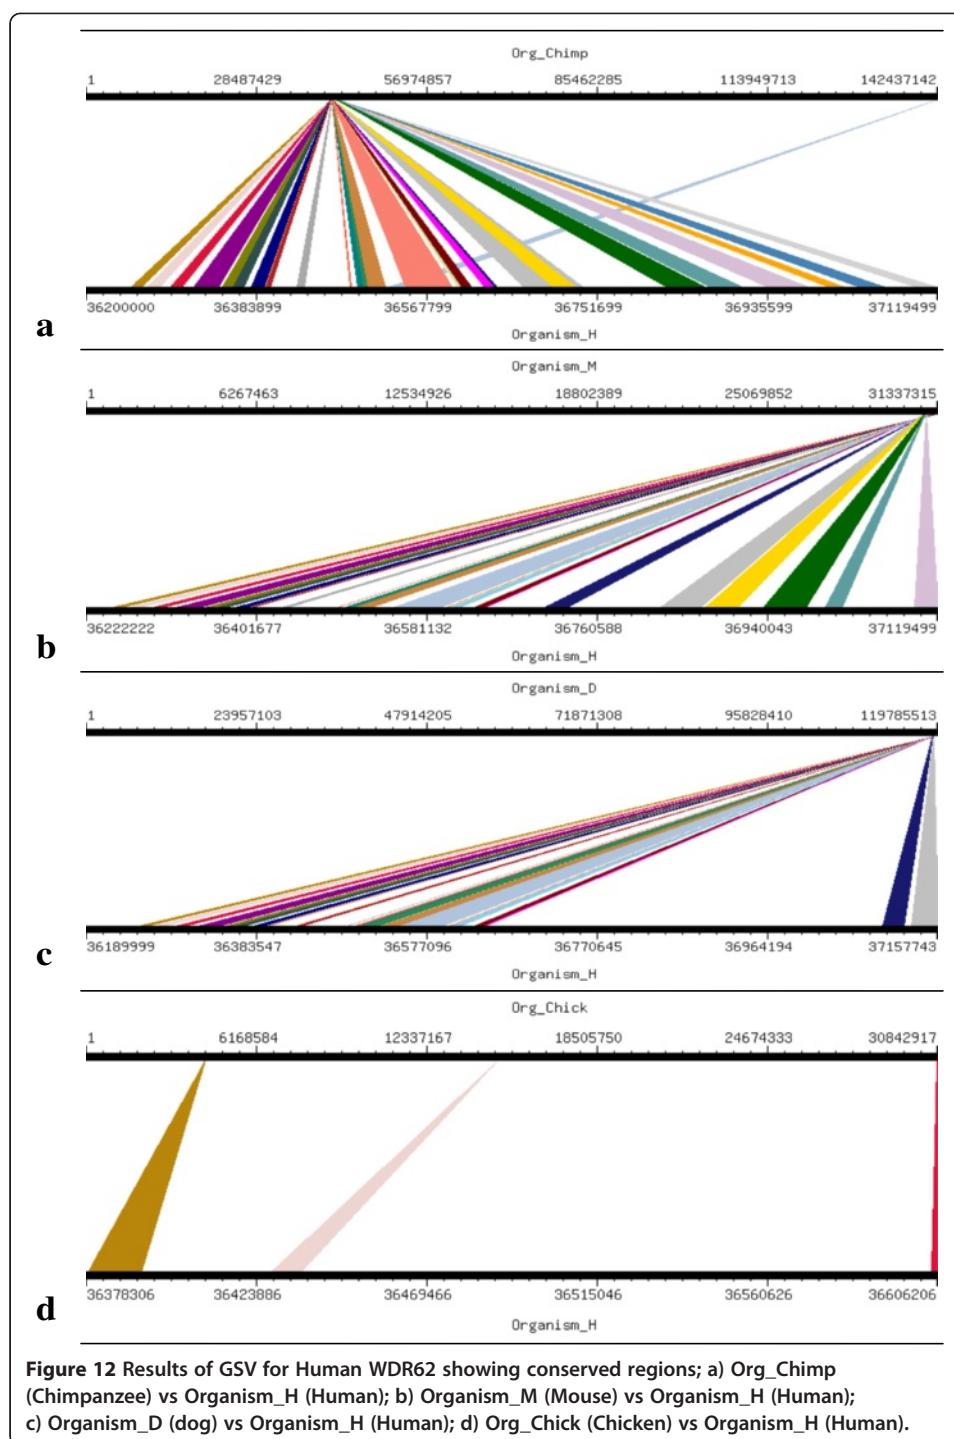 Org_Chimp
1 28487429 56974857 85462285 113949713 142437142
36200000 36383899 36567799 36751699 36935599 37119499
a
Organism_H
Organism_M
1 6267463 12534926 18802389 25069852 31337315
36222222 36401677 36581132 36760588 36940043 37119499
b
Organism_H
Organism_D
1 23957103 47914205 71871308 95828410 119785513
36189999 36383547 36577096 36770645 36964194 37157743
c
Organism_H
Org_Chick
1 6168584 12337167 18505750 24674333 30842917
36378306 36423886 36469466 36515046 36560626 36606206
d
Organism_H
Figure 12 Results of GSV for Human WDR62 showing conserved regions; a) Org_Chimp
(Chimpanzee) vs Organism_H (Human); b) Organism_M (Mouse) vs Organism_H (Human);
c) Organism_D (dog) vs Organism_H (Human); d) Org_Chick (Chicken) vs Organism_H (Human).